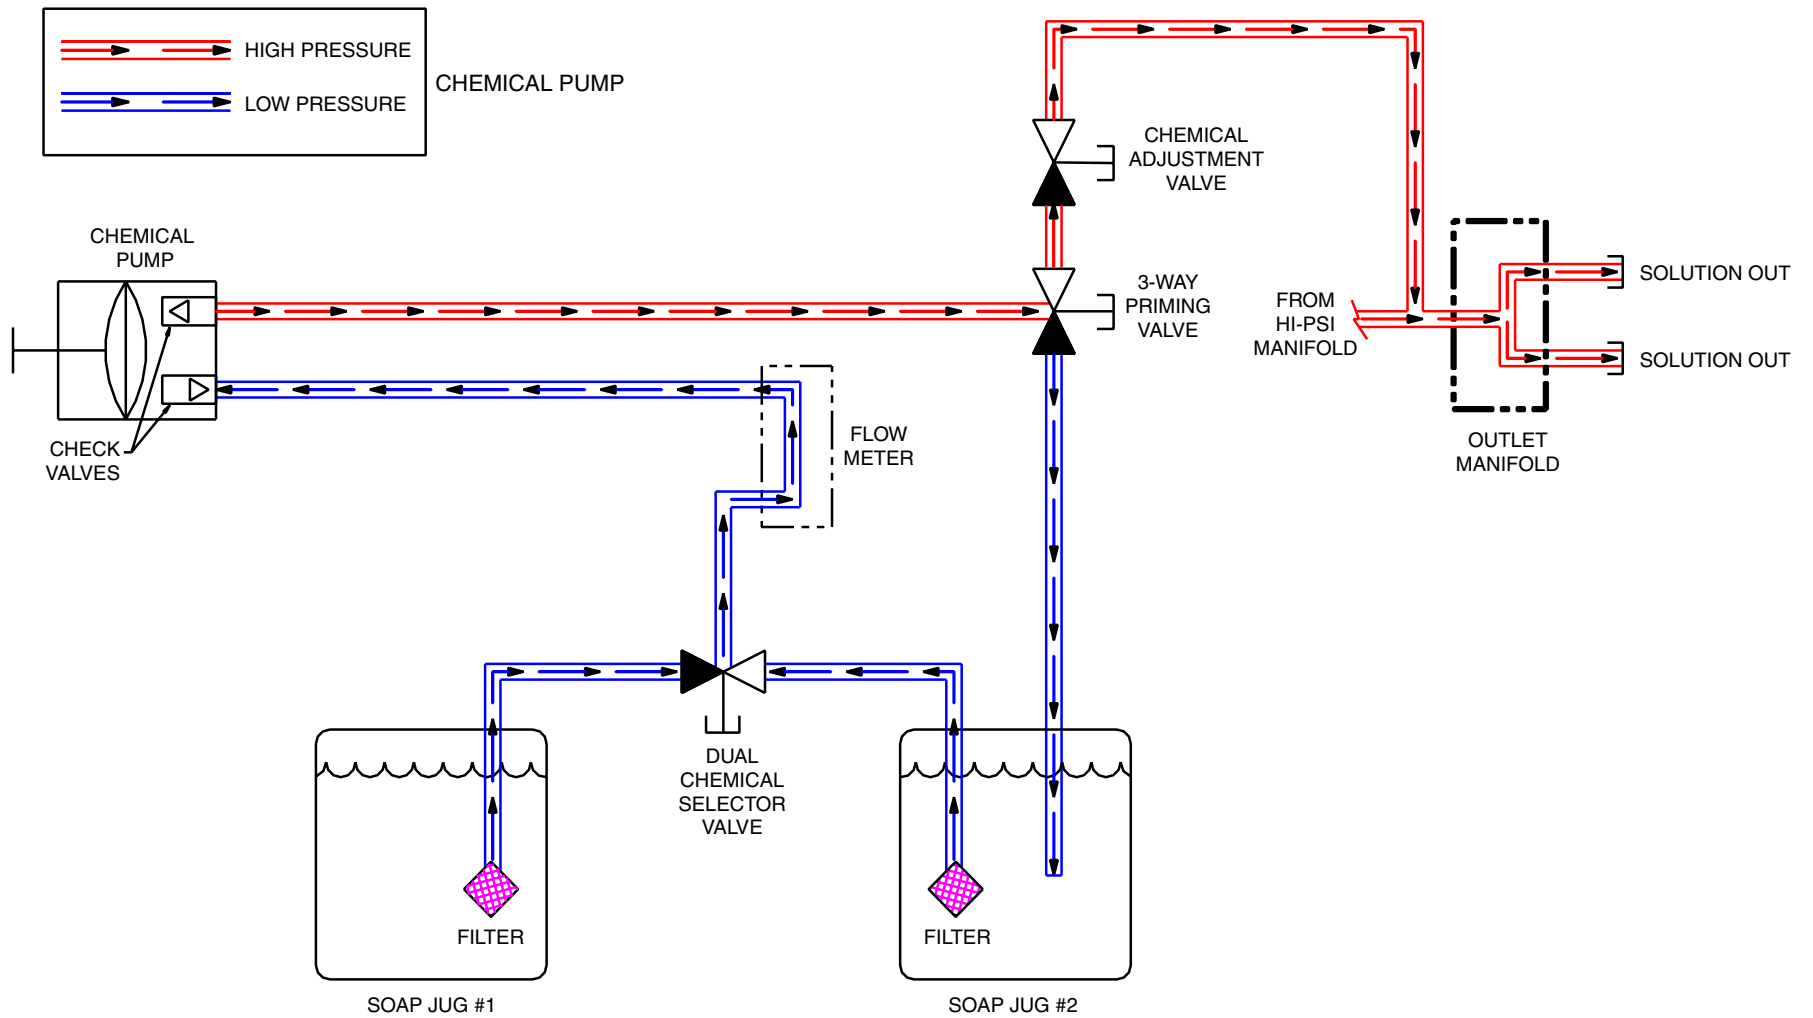 HIGH PRESSURE
LOW PRESSURE
CHEMICAL PUMP
CHEMICAL
ADJUSTMENT
VALVE
CHEMICAL
PUMP
3-WAY
PRIMING
VALVE
FROM
HI-PSI
MANIFOLD
SOLUTION OUT
SOLUTION OUT
CHECK
VALVES
FLOW
METER
OUTLET
MANIFOLD
DUAL
CHEMICAL
SELECTOR
VALVE
FILTER
FILTER
SOAP JUG #1
SOAP JUG #2